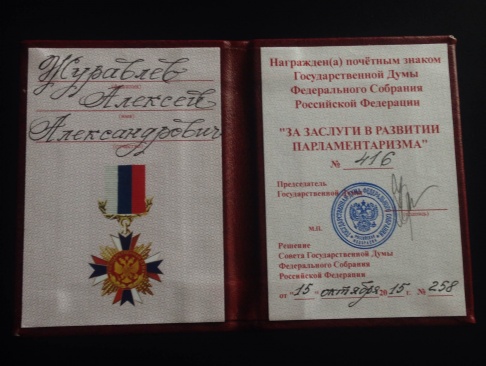 Журавлев
Алексей
Александрович
Награжден(а) почётным знаком
Государственной Думы
Федерального Собрания
Российской Федерации
"ЗА ЗАСЛУГИ В РАЗВИТИИ
ПАРЛАМЕНТАРИЗМА"
№ 416
Председатель
Государственной
М.П.
Решение
Совета Государственной Думы
Федерального Собрания
Российской Федерации
от "15" октября 2015 г. № 258